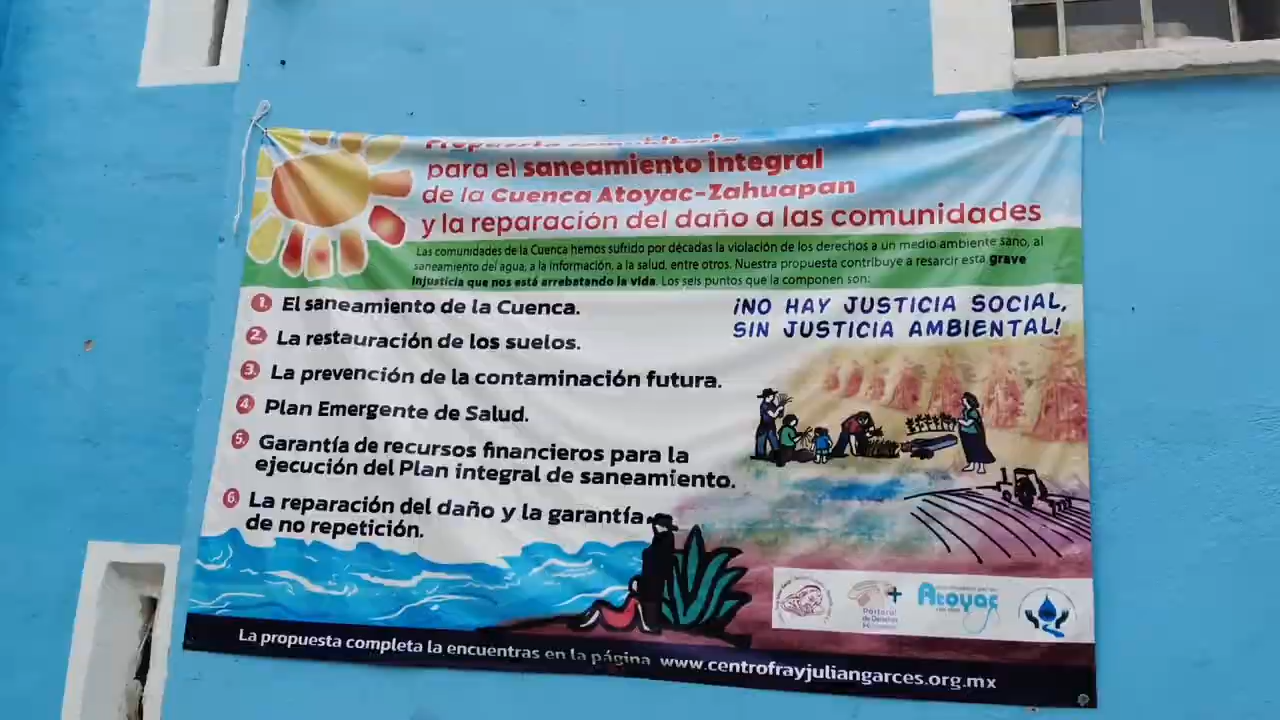 Propuesta comunitaria
para el saneamiento integral
de la Cuenca Atoyac-Zahuapan
y la reparación del daño a las comunidades
Las comunidades de la Cuenca hemos sufrido por décadas la violación de los derechos a un medio ambiente sano, al
saneamiento del agua, a la información, a la salud, entre otros. Nuestra propuesta contribuye a resarcir esta grave
injusticia que nos está arrebatando la vida. Los seis puntos que la componen son:
1. El saneamiento de la Cuenca.
2. La restauración de los suelos.
3. La prevención de la contaminación futura.
4. Plan Emergente de Salud.
5. Garantía de recursos financieros para la
ejecución del Plan integral de saneamiento.
6. La reparación del daño y la garantía
de no repetición.
¡NO HAY JUSTICIA SOCIAL,
SIN JUSTICIA AMBIENTAL!
Pastoral
de Derechos
Humanos
Atoyac
La propuesta completa la encuentras en la página www.centrofrayjuliangarces.org.mx